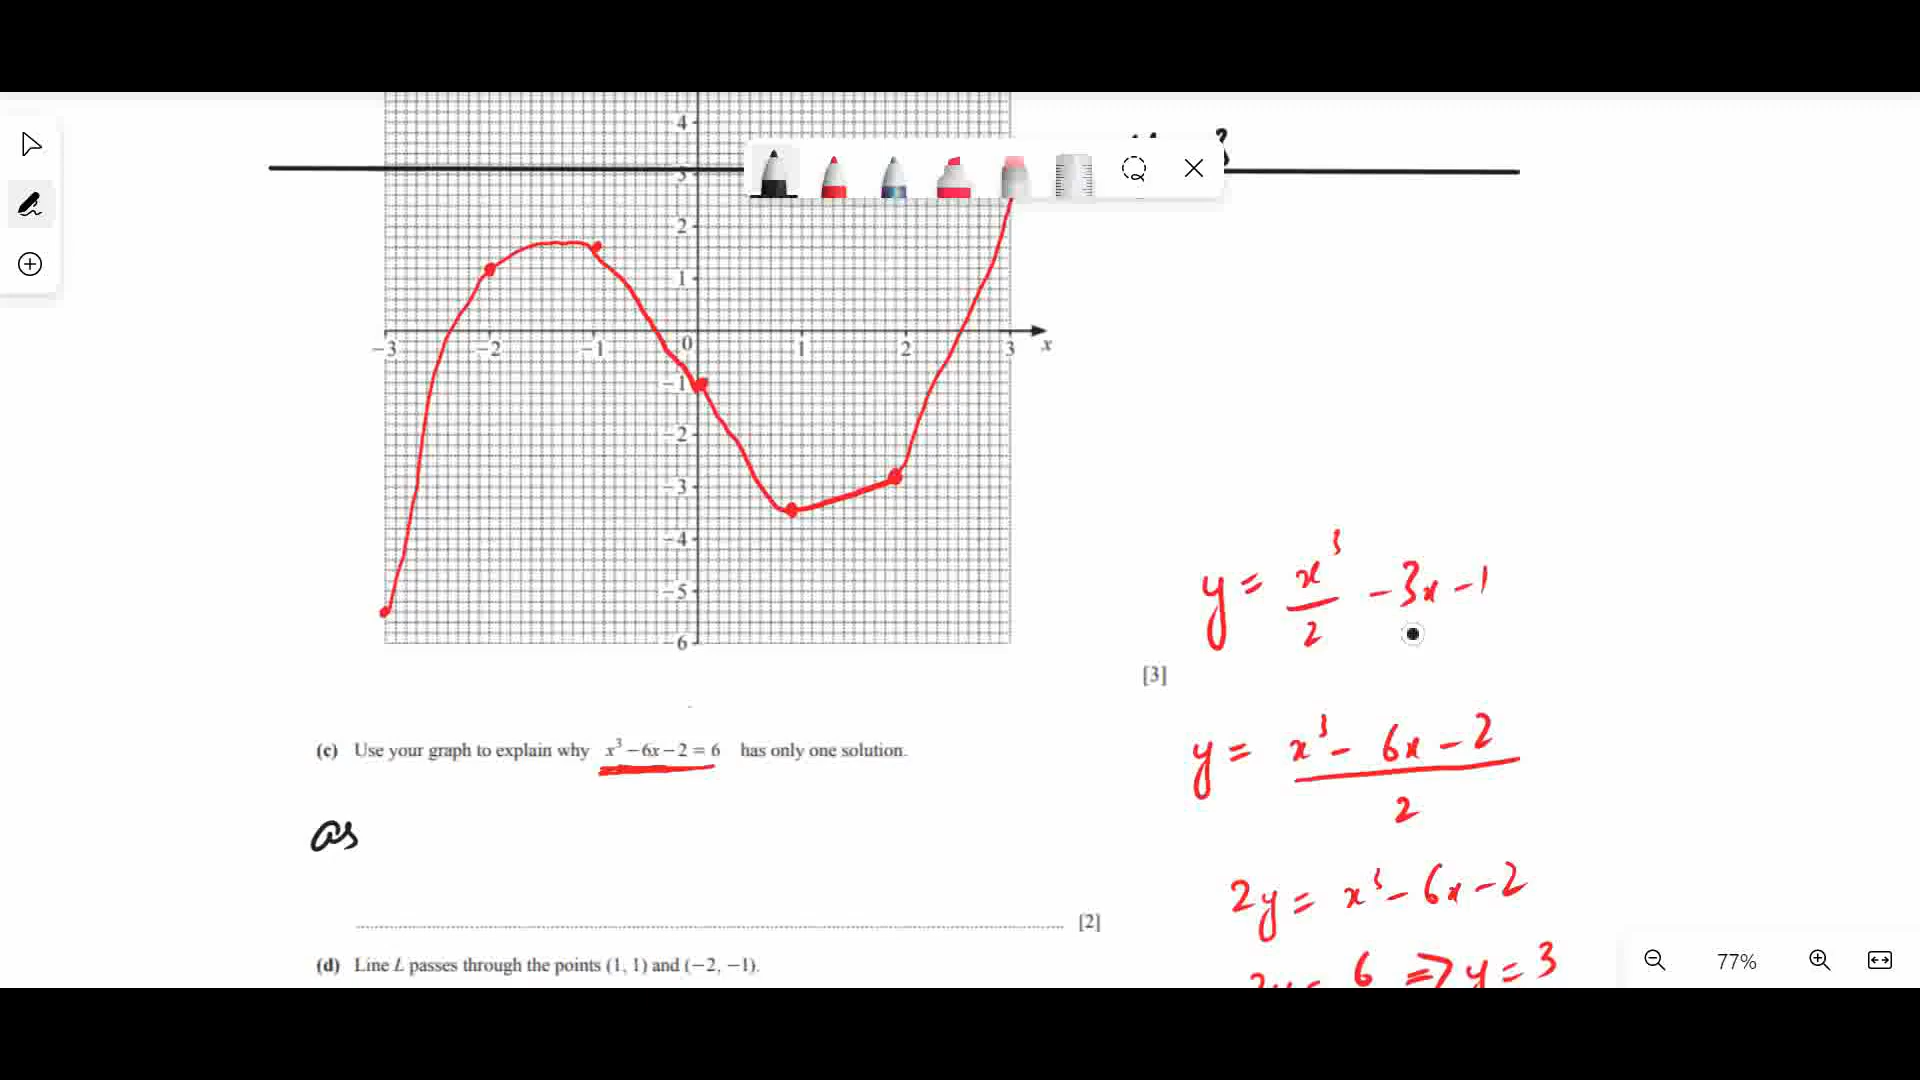 4
3
2
1
-3 -2 -1 0 1 2 3 x
-1
-2
-3
-4
-5
-6
y = x³/2 - 3x - 1
[3]
(c) Use your graph to explain why x³ – 6x – 2 = 6 has only one solution.
y = x³ - 6x - 2 / 2
as
2y = x³ - 6x - 2
[2]
(d) Line L passes through the points (1, 1) and (−2, −1).
2y = 6 => y = 3
77%